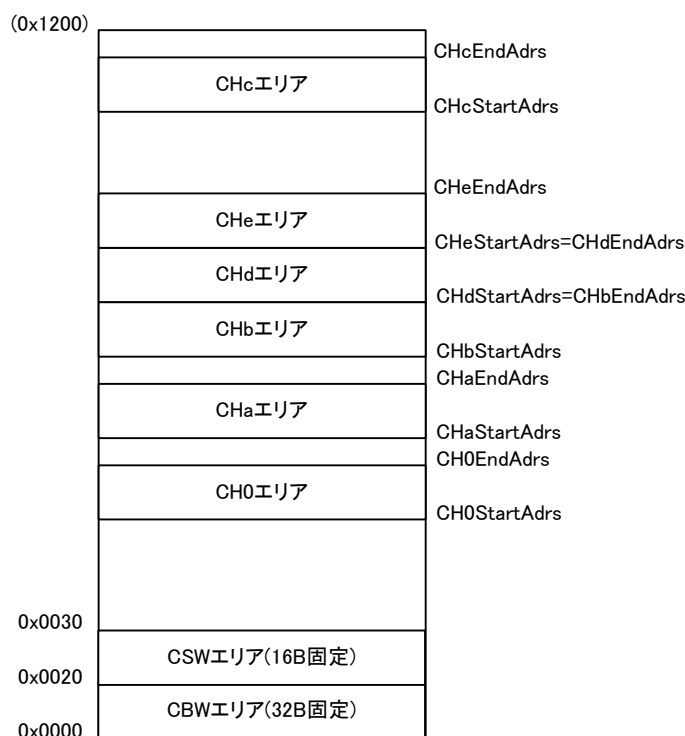 (0x1200)
CHcEndAdrs
CHcエリア
CHcStartAdrs
CHeEndAdrs
CHeエリア
CHeStartAdrs=CHdEndAdrs
CHdエリア
CHdStartAdrs=CHbEndAdrs
CHbエリア
CHbStartAdrs
CHaEndAdrs
CHaエリア
CHaStartAdrs
CH0EndAdrs
CH0エリア
CH0StartAdrs
0x0030
CSWエリア(16B固定)
0x0020
CBWエリア(32B固定)
0x0000